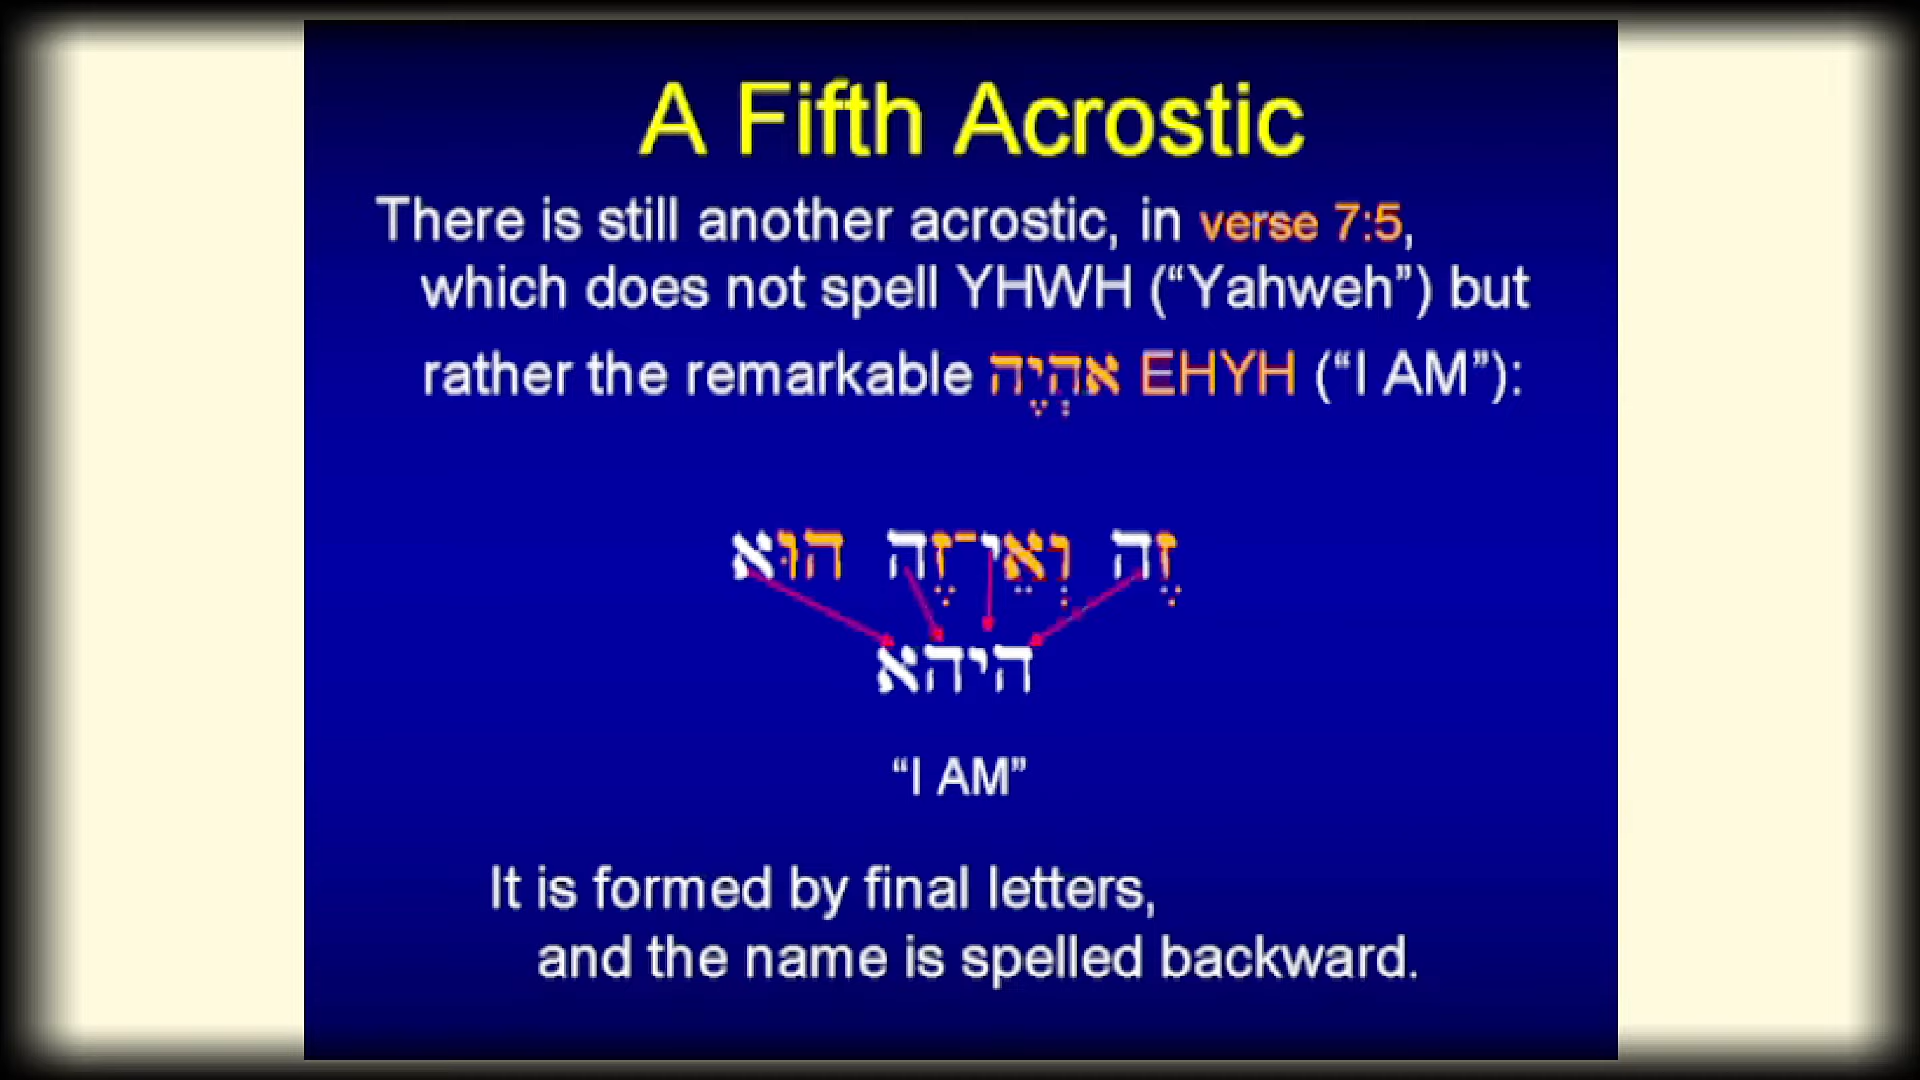 A Fifth Acrostic
There is still another acrostic, in verse 7:5,
which does not spell YHWH (“Yahweh”) but
rather the remarkable אהְיֶה EHYH (“I AM”):
זֶה וְאֵי־זֶה הוּא
היהא
“I AM”
It is formed by final letters,
and the name is spelled backward.